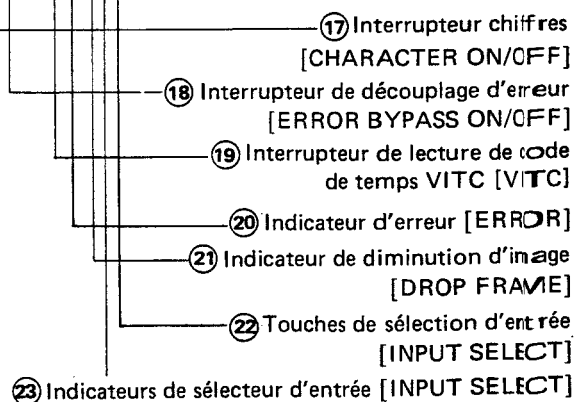 ⑰ Interrupteur chiffres
[CHARACTER ON/OFF]
⑱ Interrupteur de découplage d'erreur
[ERROR BYPASS ON/OFF]
⑲ Interrupteur de lecture de code
de temps VITC [VITC]
⑳ Indicateur d'erreur [ERROR]
㉑ Indicateur de diminution d'image
[DROP FRAME]
㉒ Touches de sélection d'entrée
[INPUT SELECT]
㉓ Indicateurs de sélecteur d'entrée [INPUT SELECT]